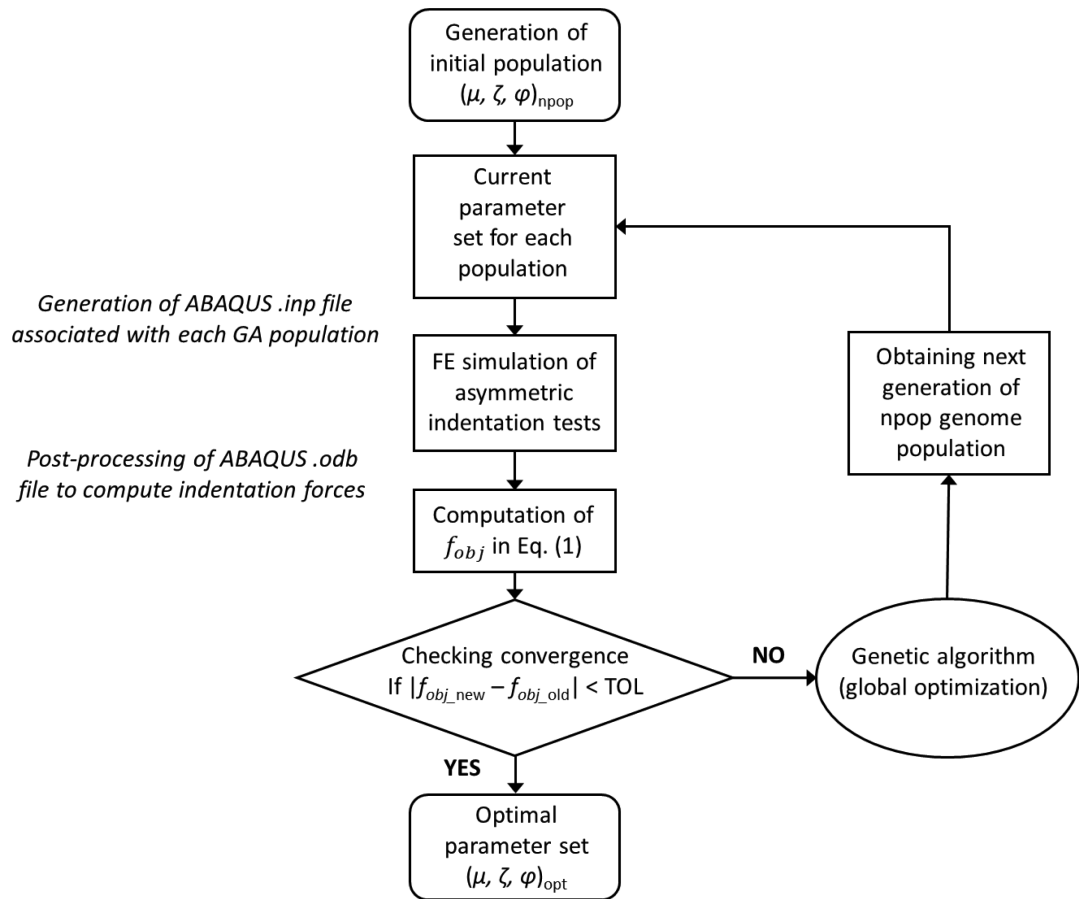 Generation of
initial population
(μ, ζ, φ)npop
Current
parameter
set for each
population
Generation of ABAQUS .inp file
associated with each GA population
FE simulation of
asymmetric
indentation tests
Obtaining next
generation of
npop genome
population
Post-processing of ABAQUS .odb
file to compute indentation forces
Computation of
fobj in Eq. (1)
Checking convergence
If |fobj_new – fobj_old| < TOL
NO
Genetic algorithm
(global optimization)
YES
Optimal
parameter set
(μ, ζ, φ)opt